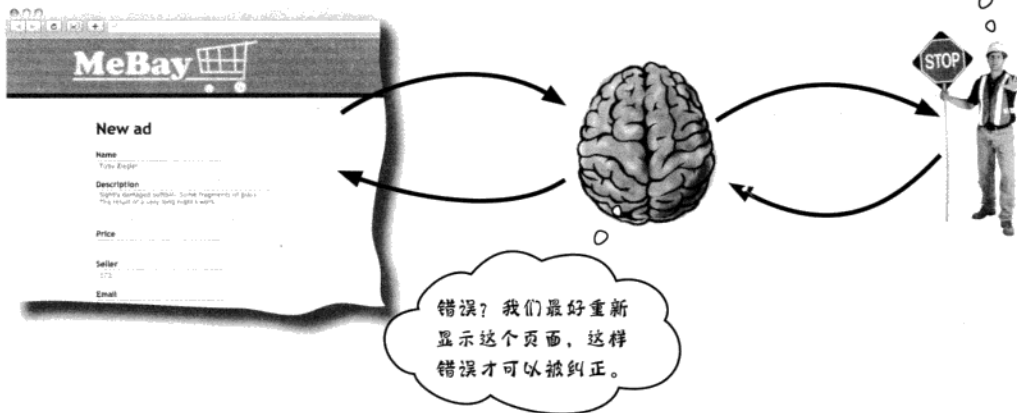 MeBay
New ad
Name
Toby Ziegler
Description
Price
Seller
Email
STOP
错误？我们最好重新
显示这个页面，这样
错误才可以被纠正。